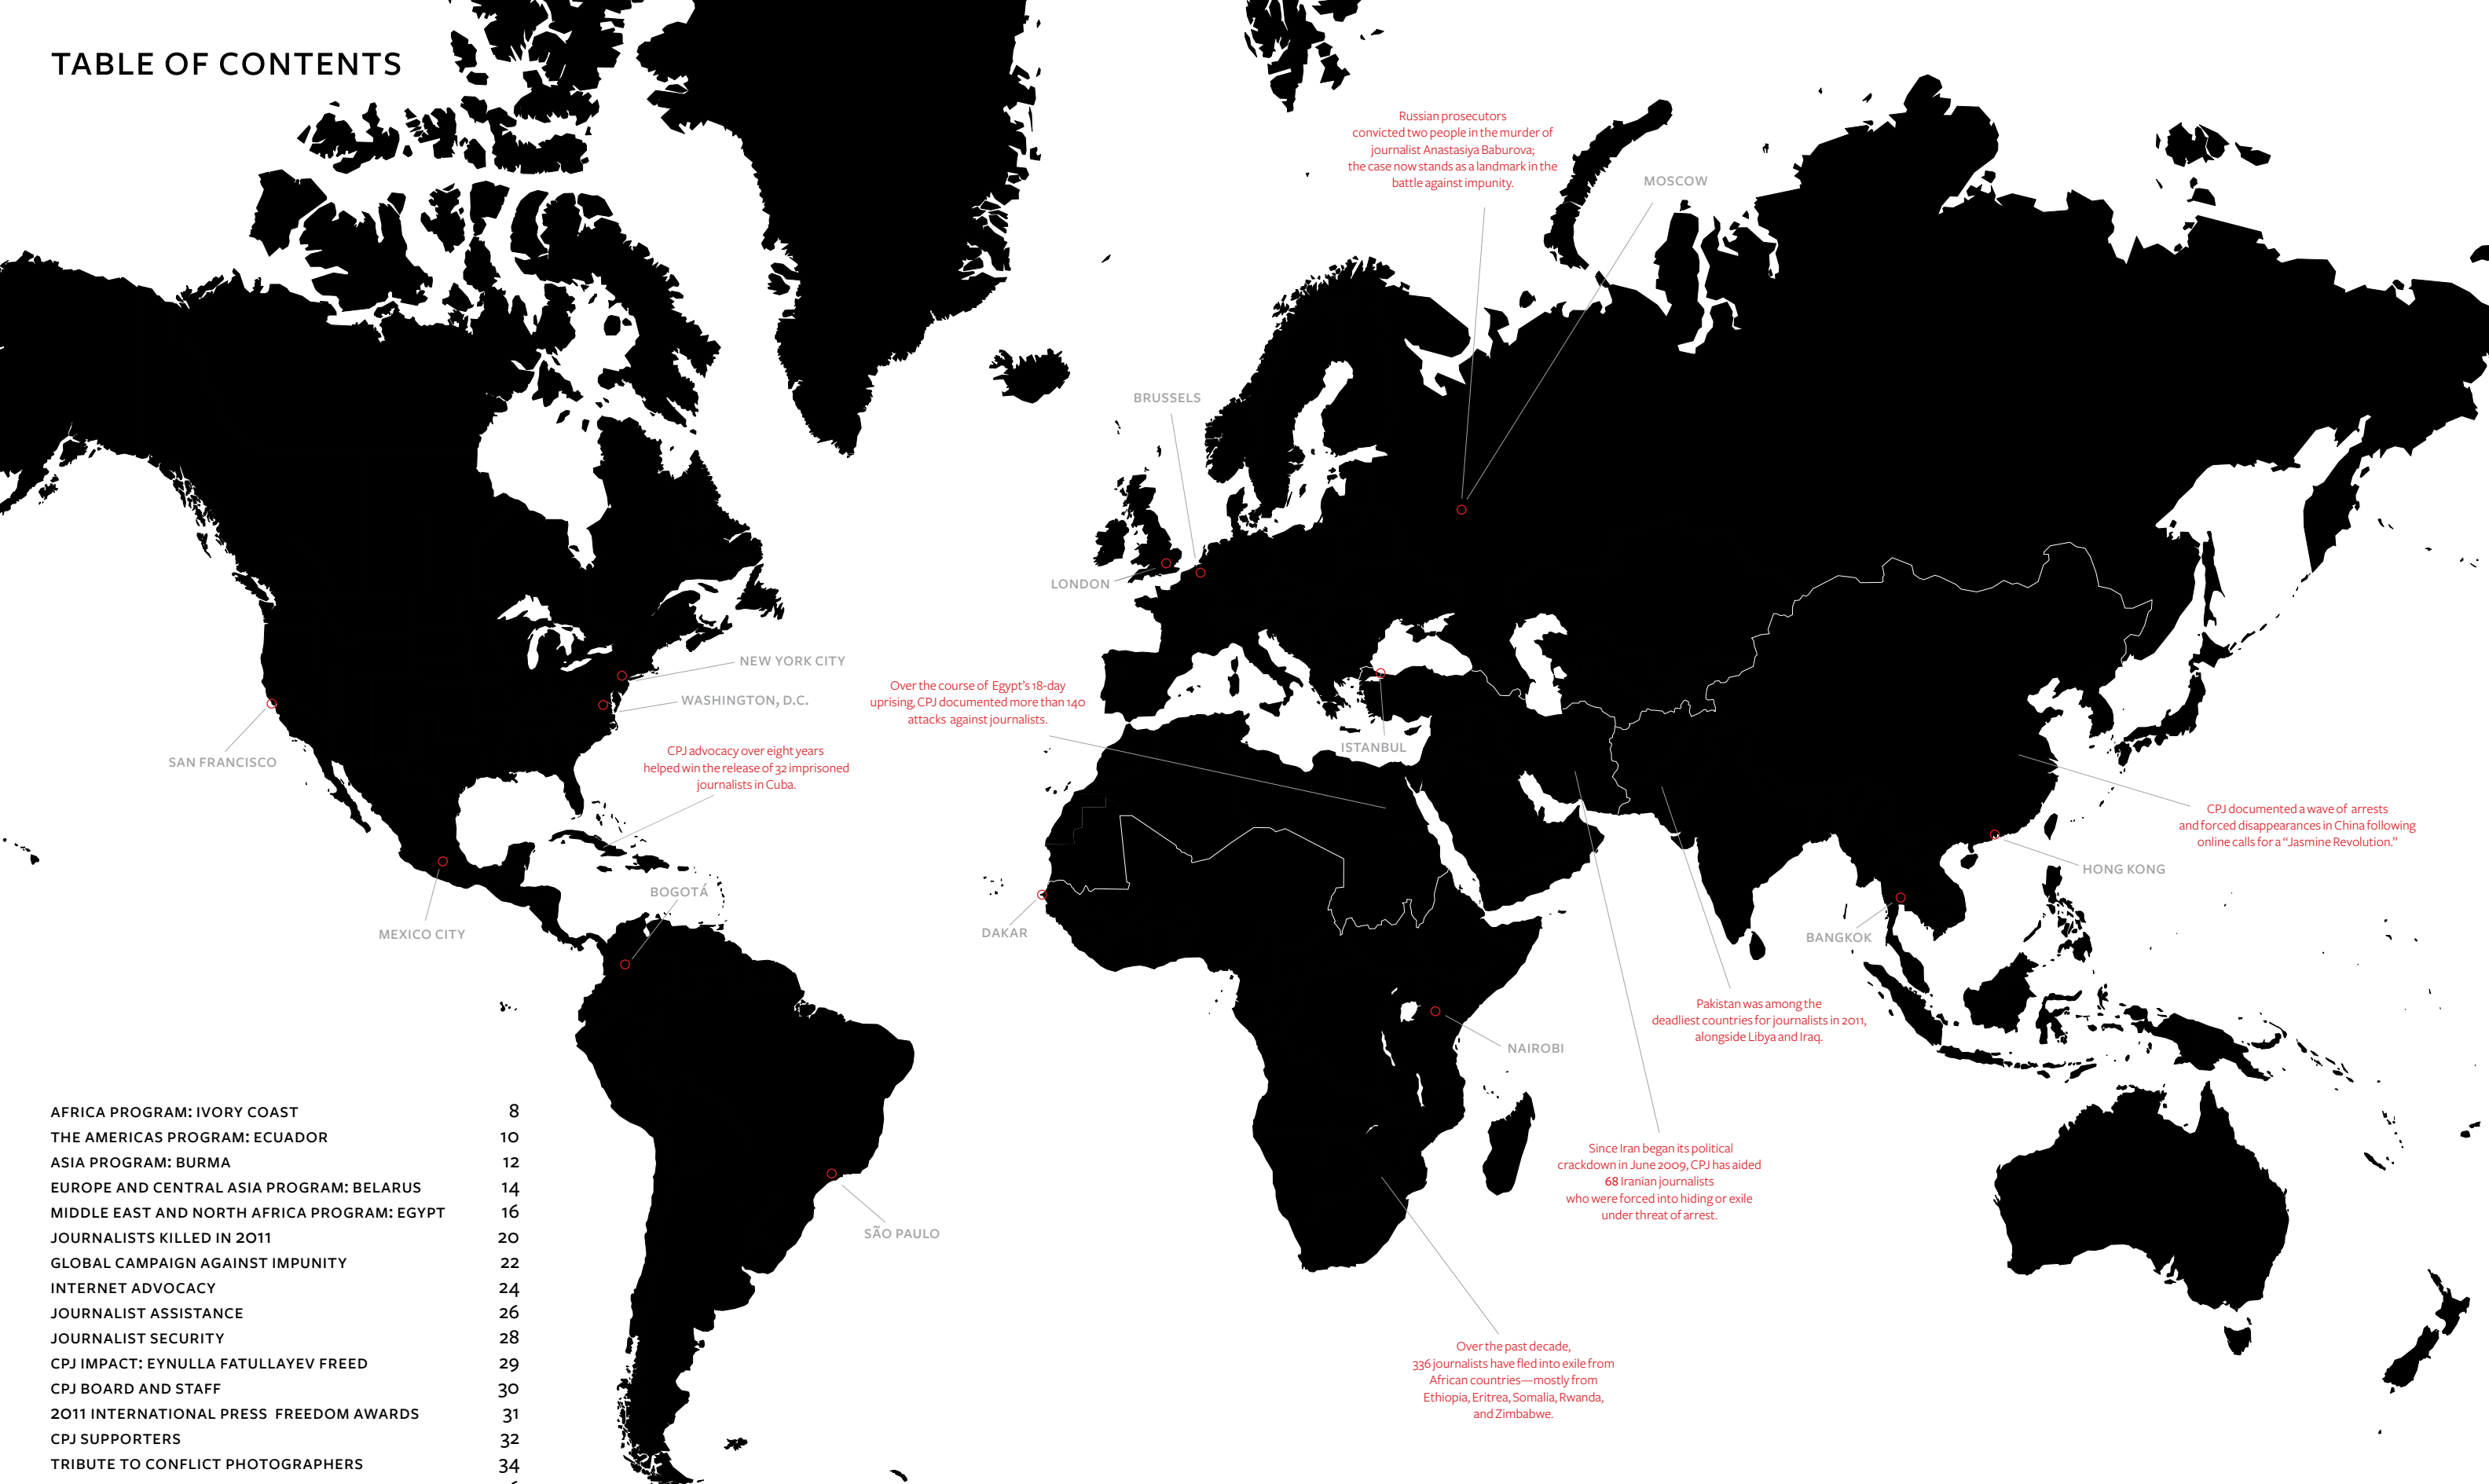 TABLE OF CONTENTS
Russian prosecutors
convicted two people in the murder of
journalist Anastasiya Baburova;
the case now stands as a landmark in the
battle against impunity.
MOSCOW
BRUSSELS
LONDON
NEW YORK CITY
WASHINGTON, D.C.
SAN FRANCISCO
Over the course of Egypt's 18-day
uprising, CPJ documented more than 140
attacks against journalists.
ISTANBUL
CPJ advocacy over eight years
helped win the release of 32 imprisoned
journalists in Cuba.
CPJ documented a wave of arrests
and forced disappearances in China following
online calls for a “Jasmine Revolution.”
HONG KONG
BOGOTÁ
MEXICO CITY
DAKAR
BANGKOK
Pakistan was among the
deadliest countries for journalists in 2011,
alongside Libya and Iraq.
NAIROBI
Since Iran began its political
crackdown in June 2009, CPJ has aided
68 Iranian journalists
who were forced into hiding or exile
under threat of arrest.
SÃO PAULO
Over the past decade,
336 journalists have fled into exile from
African countries—mostly from
Ethiopia, Eritrea, Somalia, Rwanda,
and Zimbabwe.
AFRICA PROGRAM: IVORY COAST 8
THE AMERICAS PROGRAM: ECUADOR 10
ASIA PROGRAM: BURMA 12
EUROPE AND CENTRAL ASIA PROGRAM: BELARUS 14
MIDDLE EAST AND NORTH AFRICA PROGRAM: EGYPT 16
JOURNALISTS KILLED IN 2011 20
GLOBAL CAMPAIGN AGAINST IMPUNITY 22
INTERNET ADVOCACY 24
JOURNALIST ASSISTANCE 26
JOURNALIST SECURITY 28
CPJ IMPACT: EYNULLA FATULLAYEV FREED 29
CPJ BOARD AND STAFF 30
2011 INTERNATIONAL PRESS FREEDOM AWARDS 31
CPJ SUPPORTERS 32
TRIBUTE TO CONFLICT PHOTOGRAPHERS 34